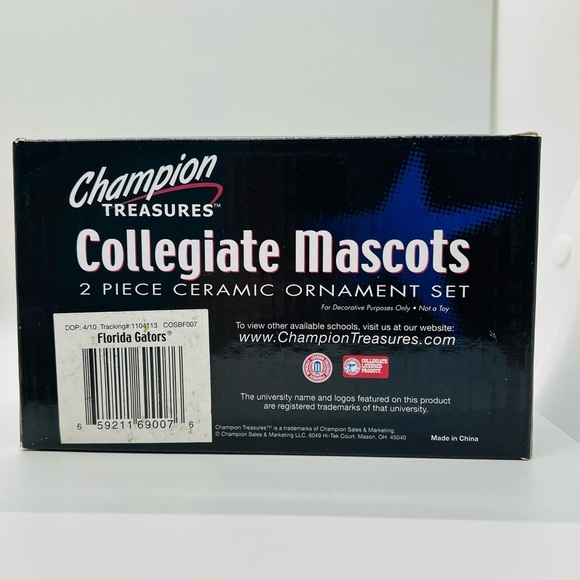 Champion
TREASURES™
Collegiate Mascots
2 PIECE CERAMIC ORNAMENT SET
For Decorative Purposes Only • Not a Toy
DOP: 4/10 Tracking#:1104113 COSBF007
Florida Gators®
6 59211 69007 6
To view other available schools, visit us at our website:
www.ChampionTreasures.com
COLLEGIATE
LICENSED
PRODUCT
The university name and logos featured on this product
are registered trademarks of that university.
Champion Treasures™ is a trademarks of Champion Sales & Marketing.
© Champion Sales & Marketing LLC. 6049 Hi-Tek Court, Mason, OH 45040
Made in China